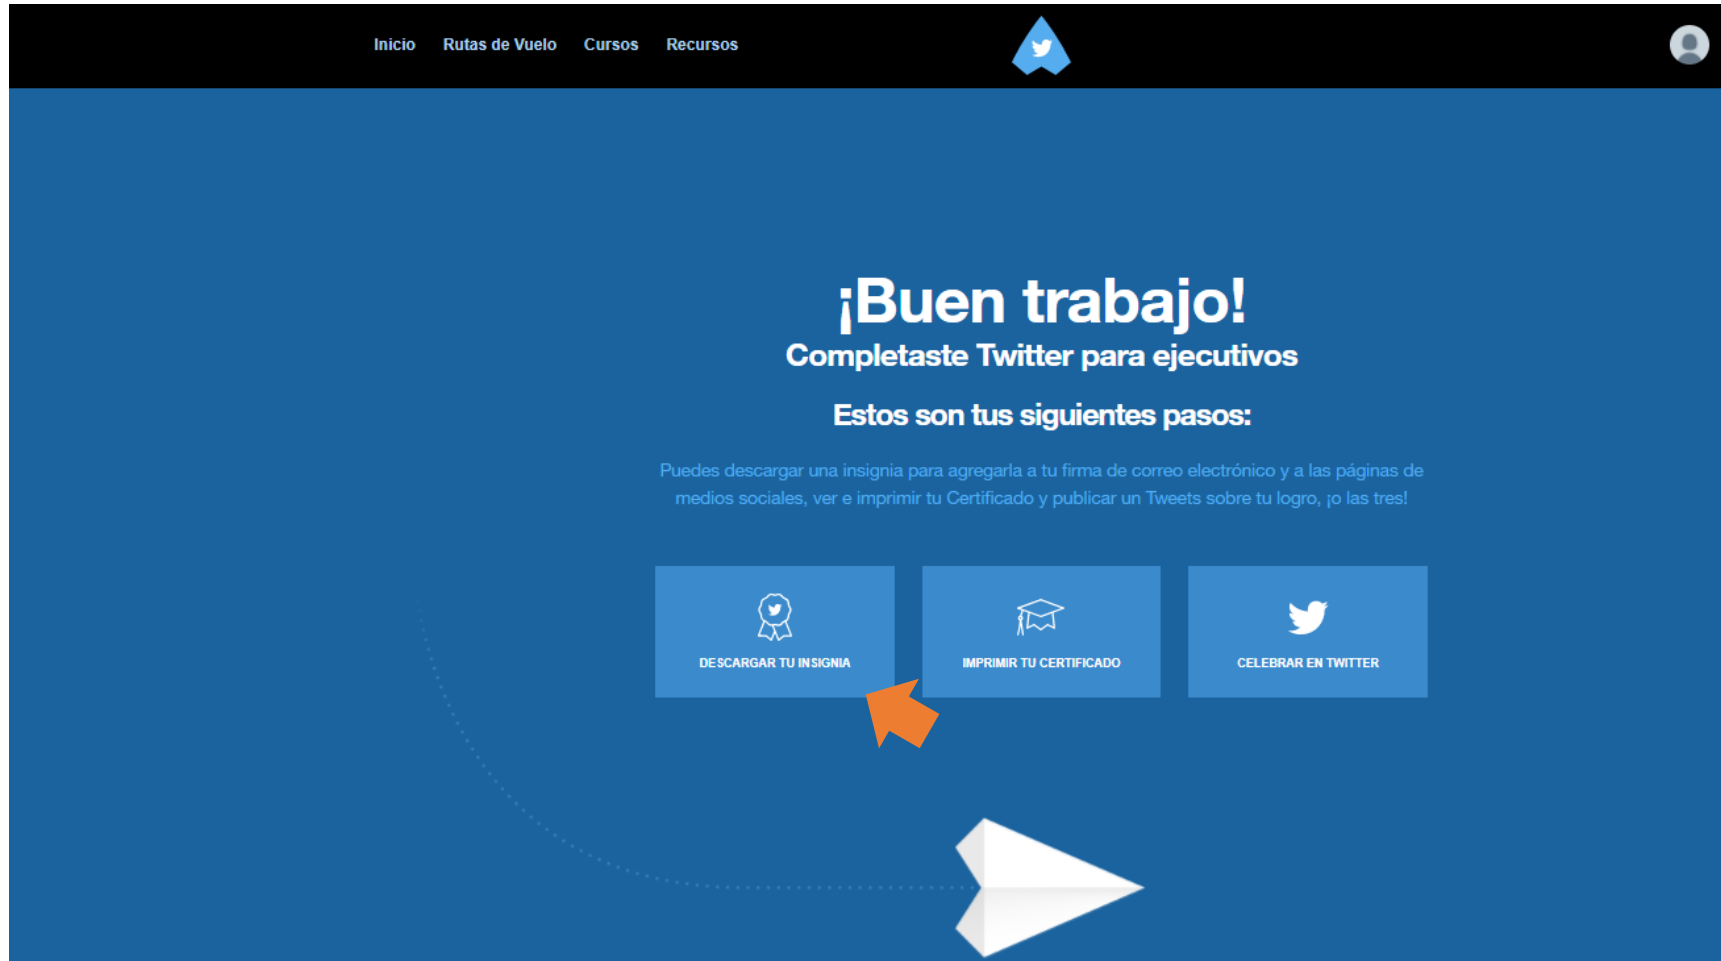 Inicio Rutas de Vuelo Cursos Recursos
¡Buen trabajo!
Completaste Twitter para ejecutivos
Estos son tus siguientes pasos:
Puedes descargar una insignia para agregarla a tu firma de correo electrónico y a las páginas de
medios sociales, ver e imprimir tu Certificado y publicar un Tweets sobre tu logro, ¡o las tres!
DESCARGAR TU INSIGNIA
IMPRIMIR TU CERTIFICADO
CELEBRAR EN TWITTER